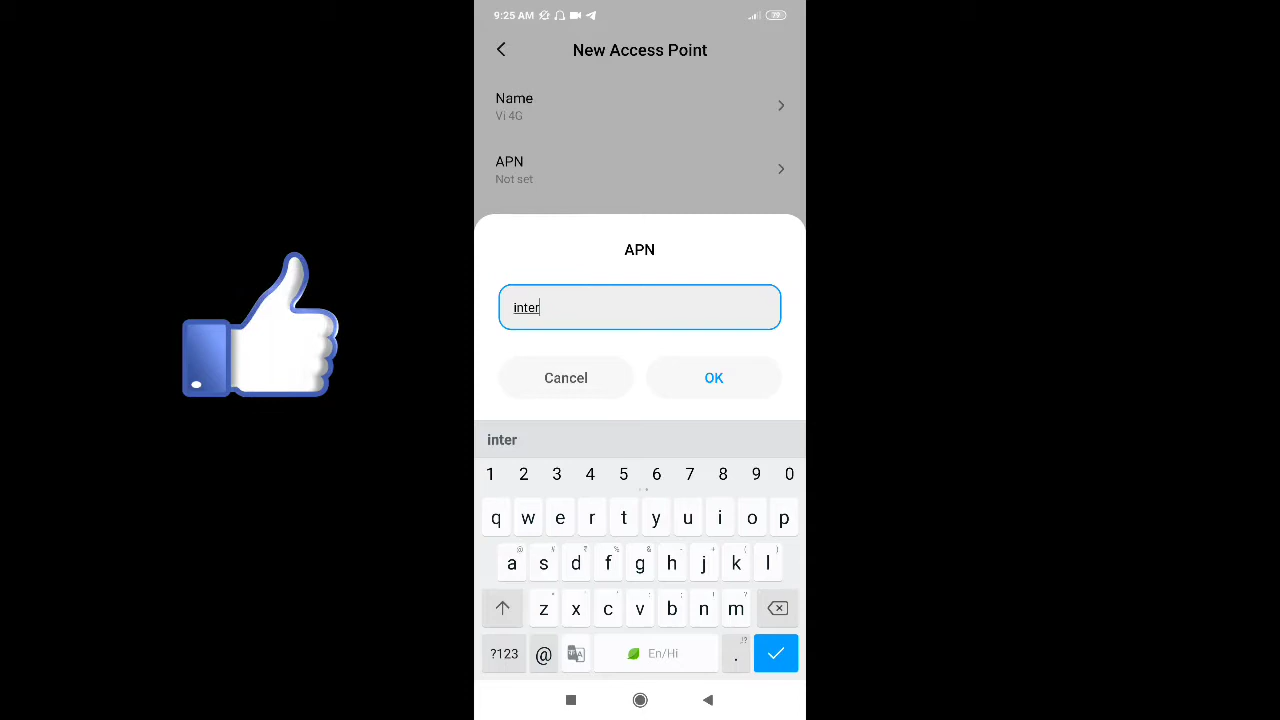 9:25 AM 79
New Access Point
Name
Vi 4G
APN
Not set
APN
inter
Cancel OK
inter
1 2 3 4 5 6 7 8 9 0
q w e r t y u i o p
@ # ₹ % & - + ( )
a s d f g h j k l
* " ' : ; ! ?
z x c v b n m
?123 @ En/Hi . ,!?